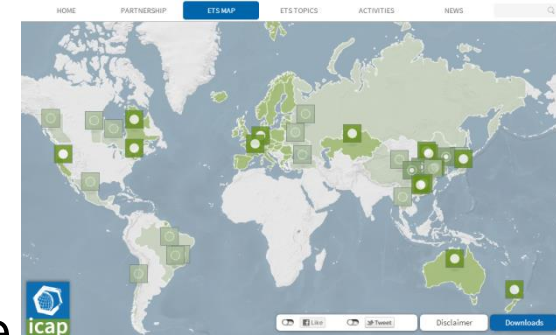 HOME PARTNERSHIP ETS MAP ETS TOPICS ACTIVITIES NEWS
icap
Like Tweet Disclaimer Downloads
e